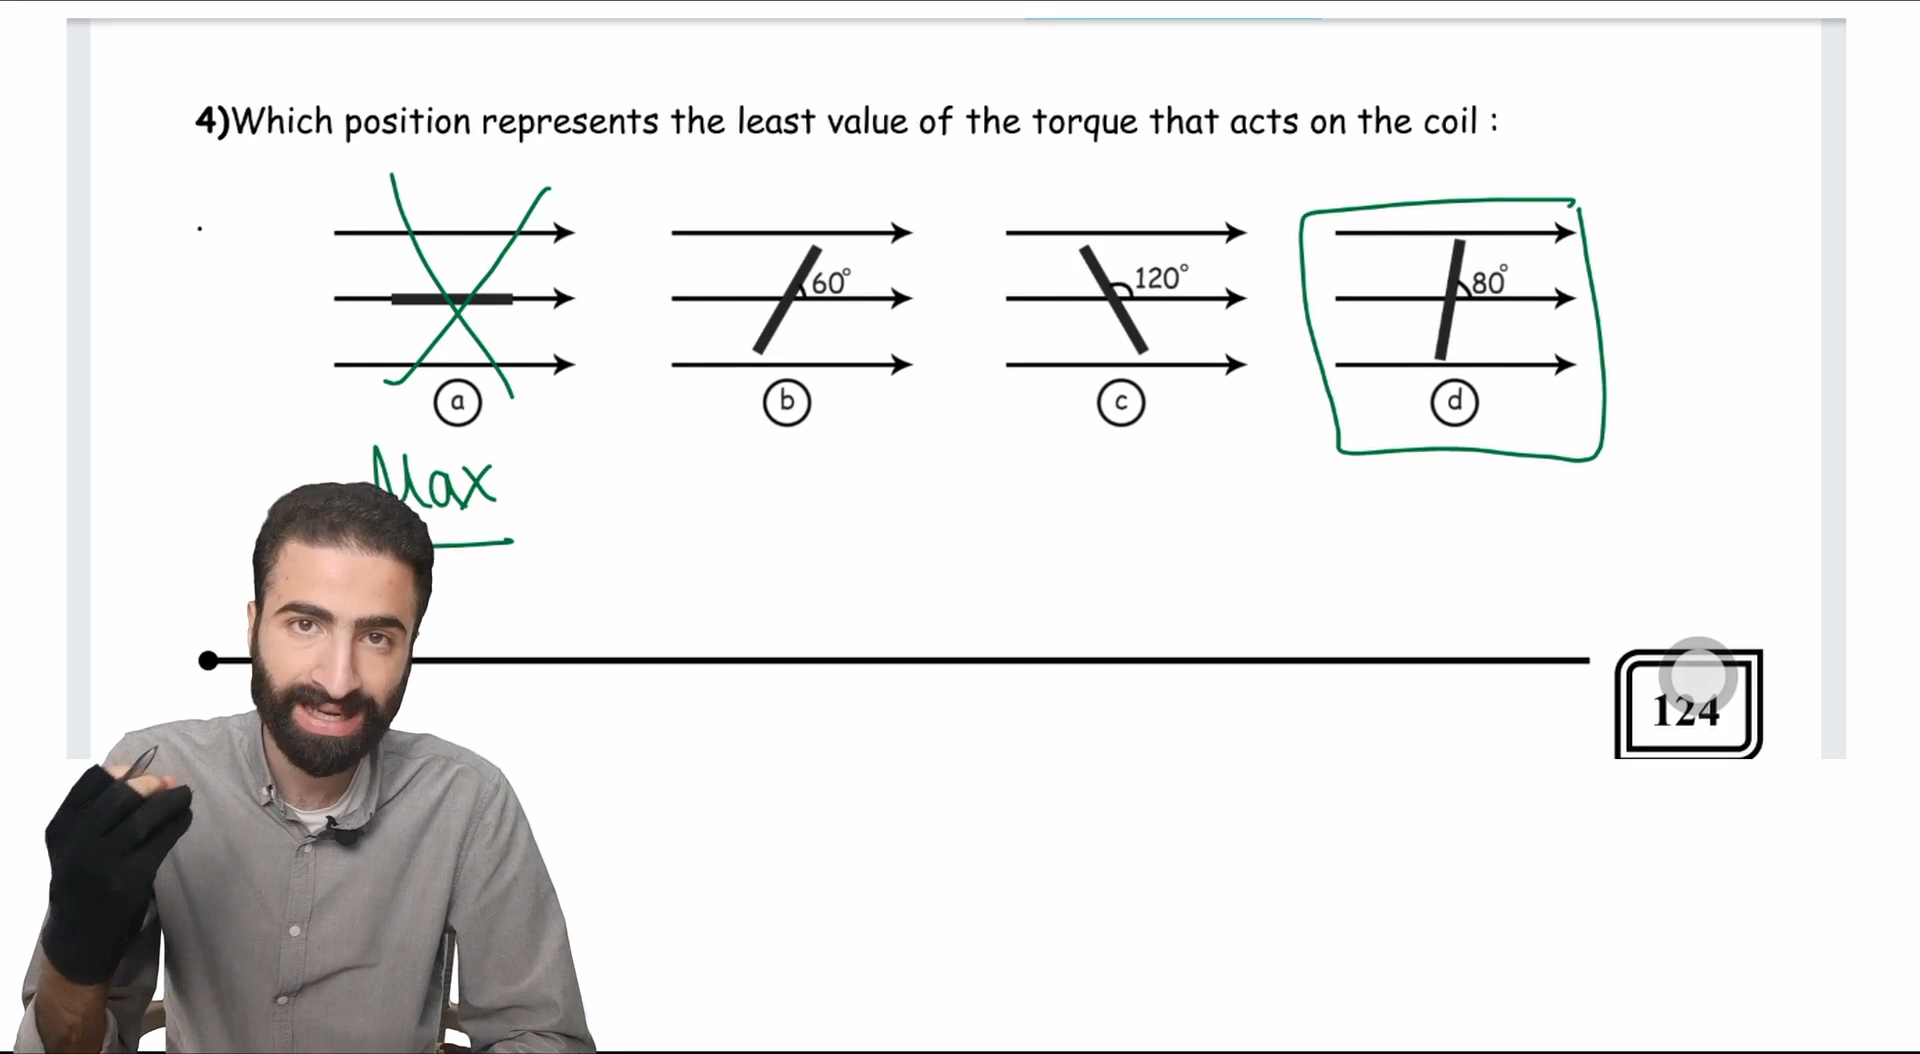 4)Which position represents the least value of the torque that acts on the coil :
60°
120°
80°
a
b
c
d
Max
124